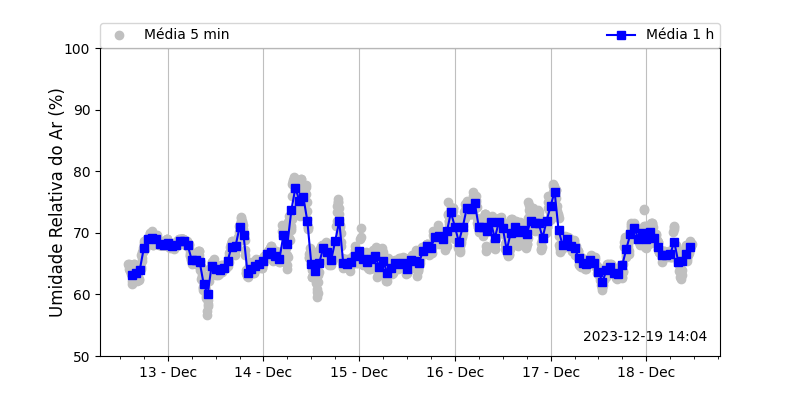 Média 5 min
Média 1 h
Umidade Relativa do Ar (%)
100
90
80
70
60
50
2023-12-19 14:04
13 - Dec
14 - Dec
15 - Dec
16 - Dec
17 - Dec
18 - Dec